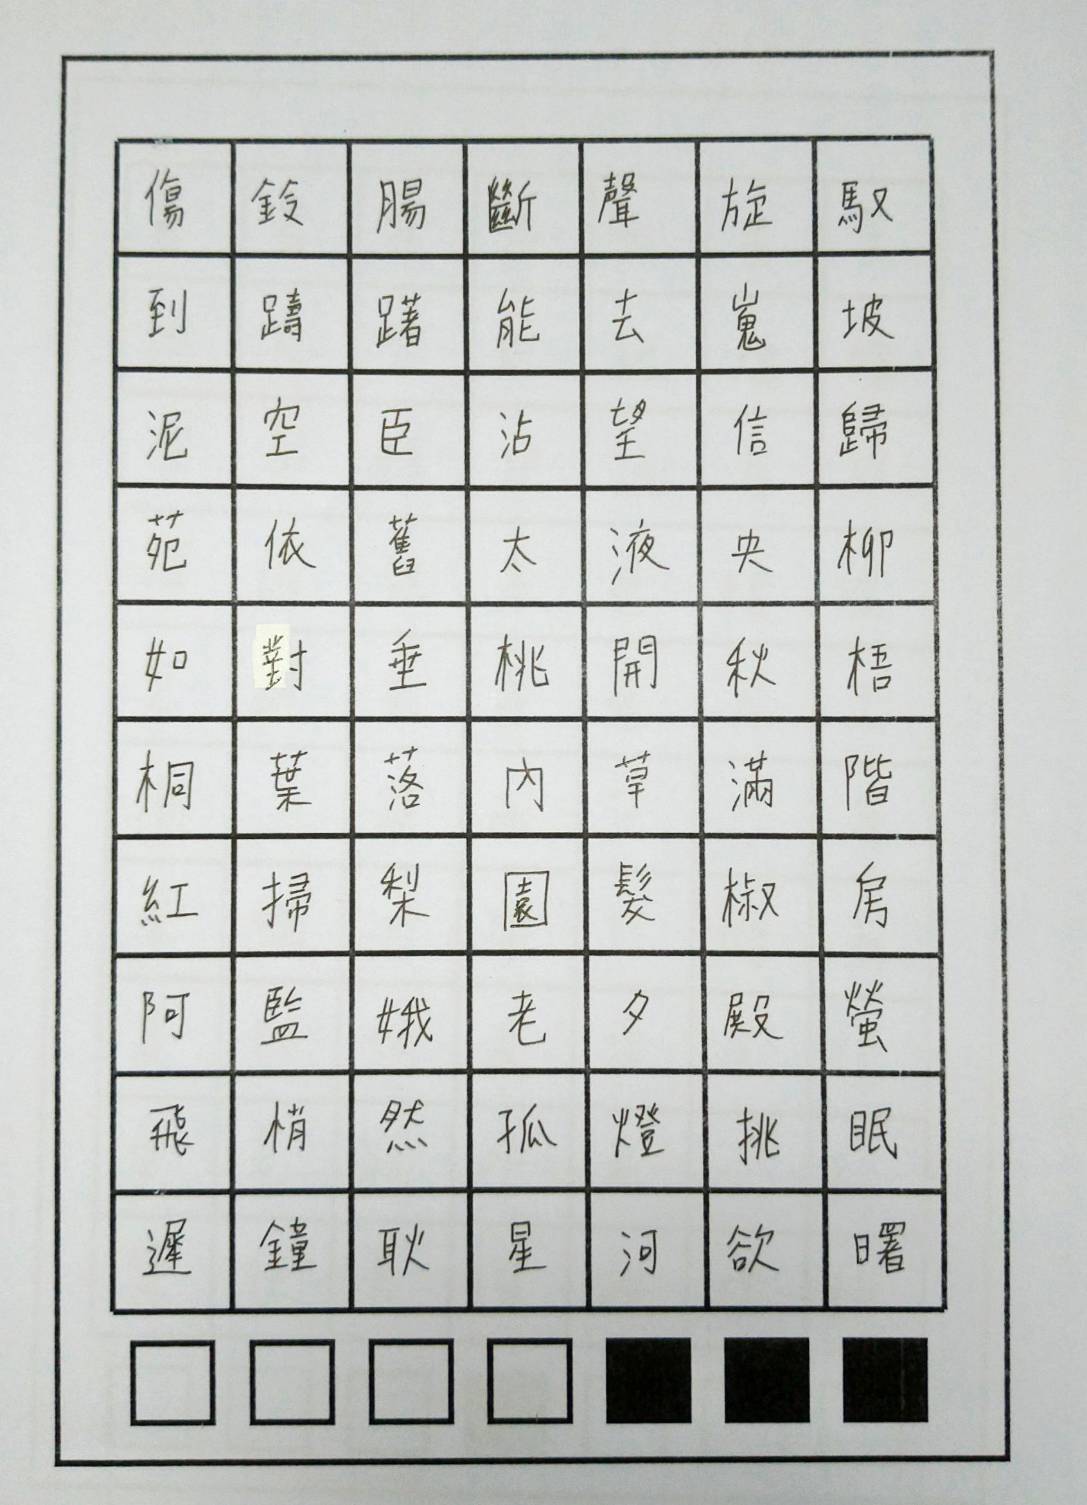 傷鈴腸斷聲旋馭
到躊躇能去嵬坡
泥空臣沾望信歸
苑依舊太液央柳
如對垂桃開秋梧
桐葉落內草滿階
紅掃梨園髮椒房
阿監娥老夕殿螢
飛悄然孤燈挑眠
遲鐘耿星河欲曙